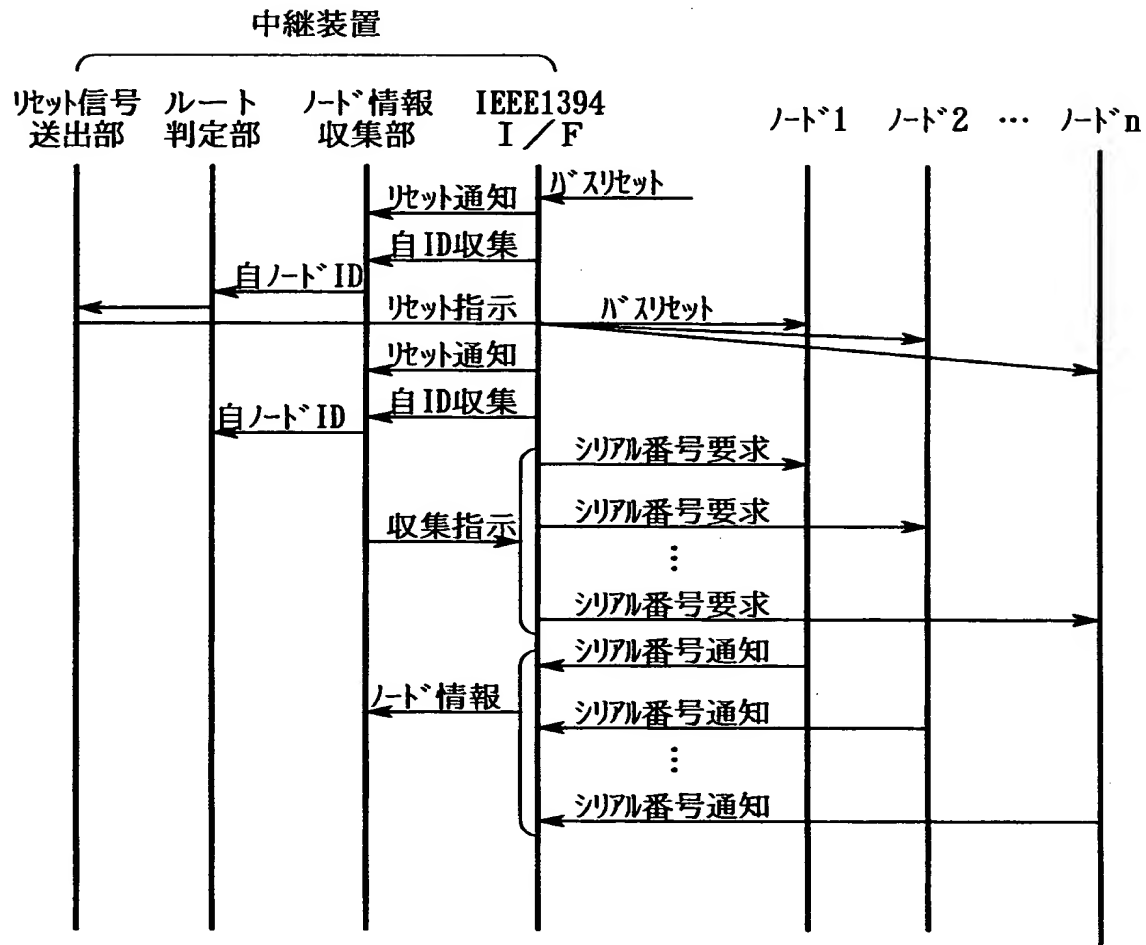 中継装置
ﾘｾｯﾄ信号 ルート ﾉｰﾄﾞ情報 IEEE1394
送出部 判定部 収集部 I/F
ﾉｰﾄﾞ1 ﾉｰﾄﾞ2 … ﾉｰﾄﾞn
ﾊﾞｽﾘｾｯﾄ
ﾘｾｯﾄ通知
自ID収集
自ﾉｰﾄﾞID
ﾘｾｯﾄ指示 ﾊﾞｽﾘｾｯﾄ
ﾘｾｯﾄ通知
自ID収集
自ﾉｰﾄﾞID
ｼﾘｱﾙ番号要求
収集指示 ｼﾘｱﾙ番号要求
⋮
ｼﾘｱﾙ番号要求
ｼﾘｱﾙ番号通知
ﾉｰﾄﾞ情報 ｼﾘｱﾙ番号通知
⋮
ｼﾘｱﾙ番号通知